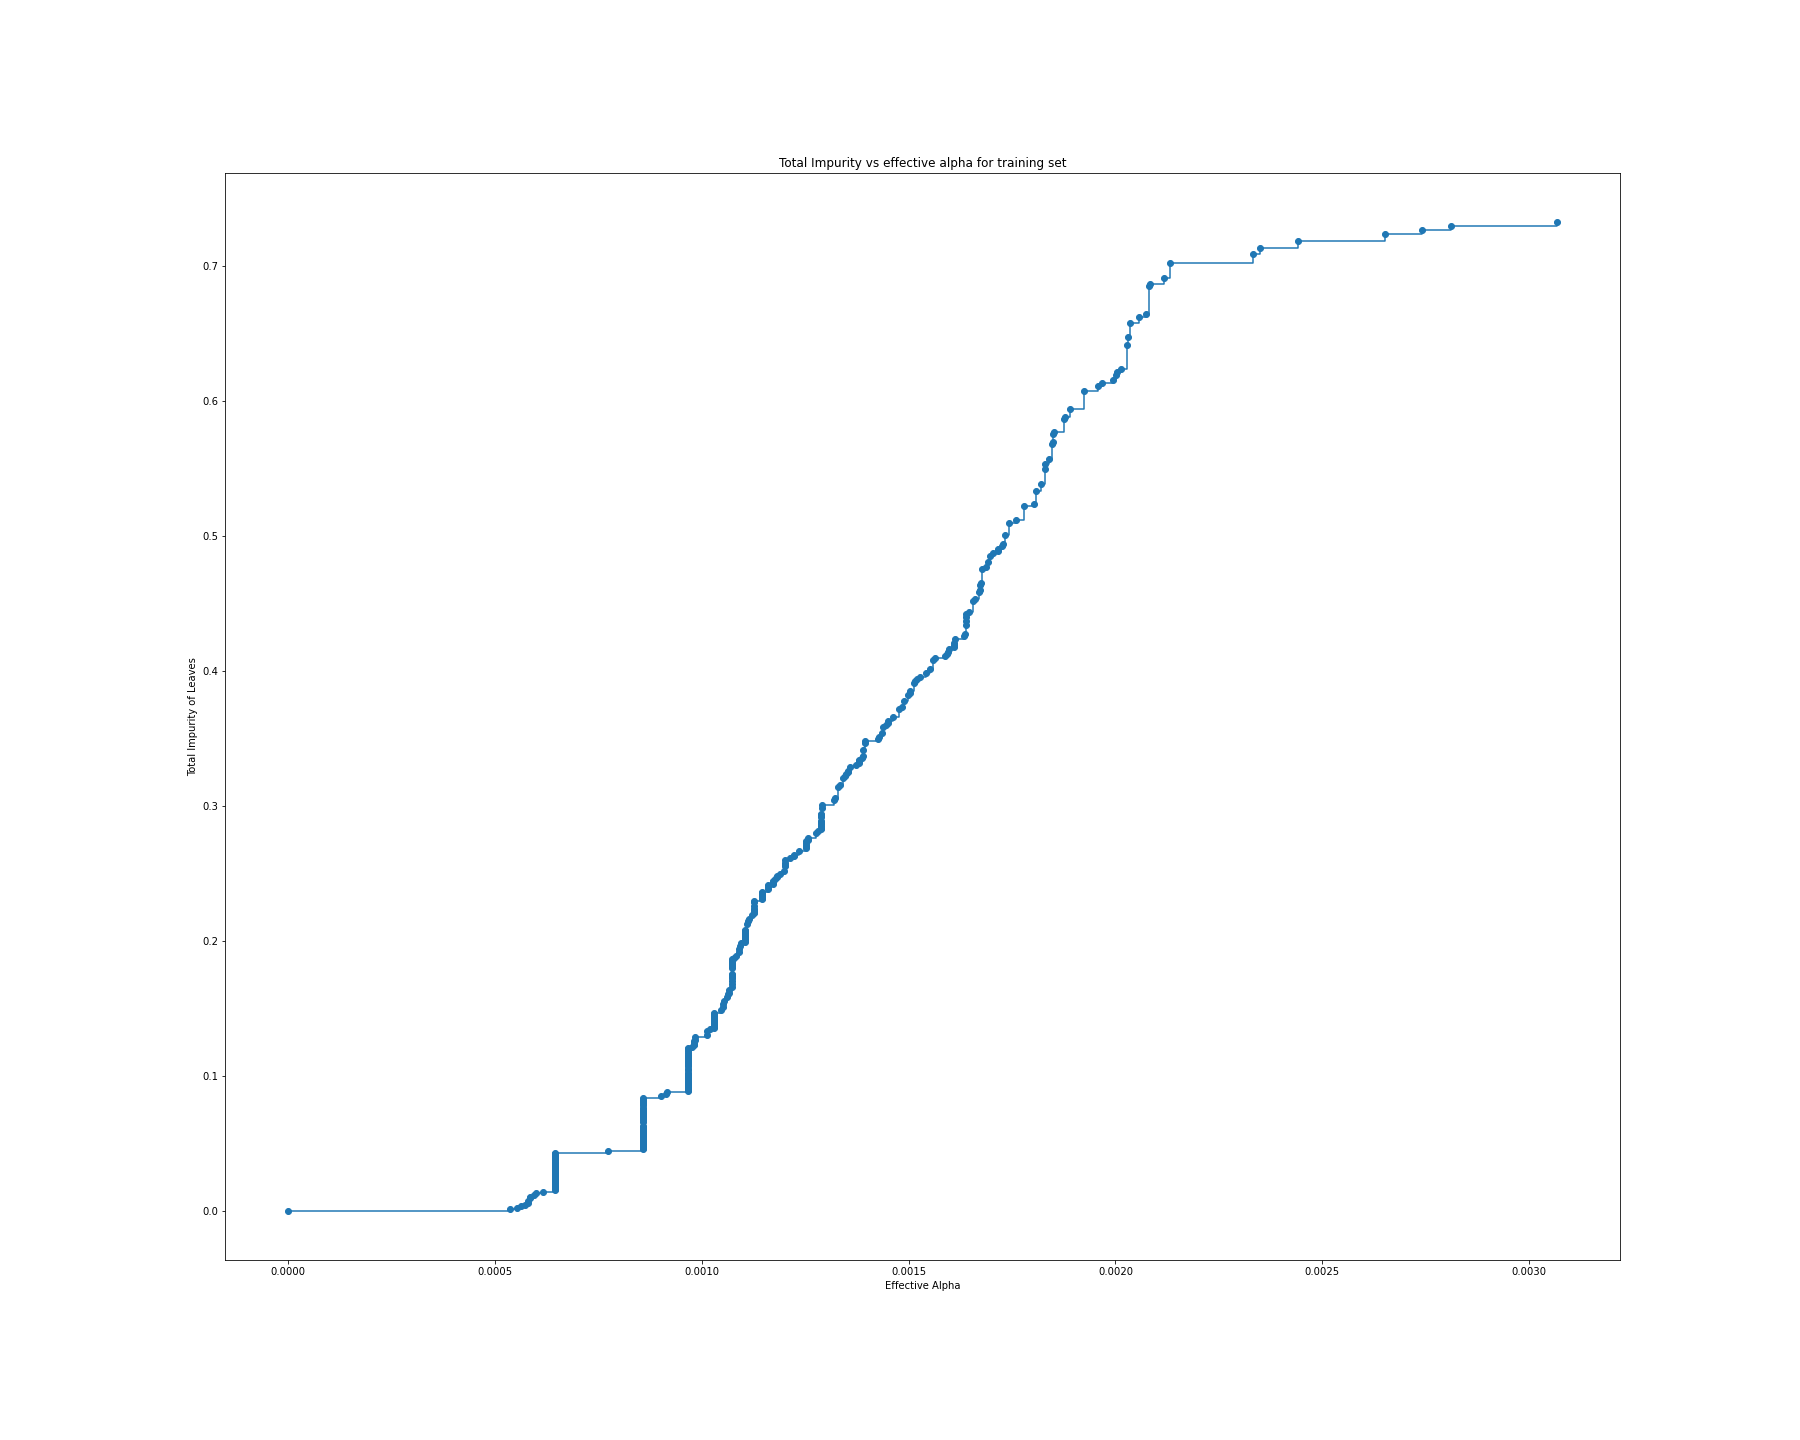 Total Impurity vs effective alpha for training set
Total Impurity of Leaves
0.7
0.6
0.5
0.4
0.3
0.2
0.1
0.0
0.0000 0.0005 0.0010 0.0015 0.0020 0.0025 0.0030
Effective Alpha